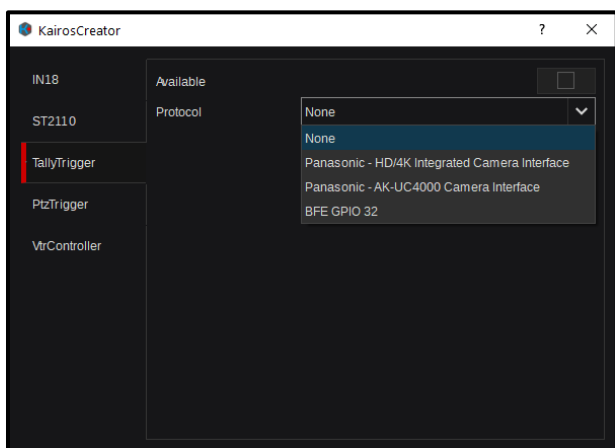 KairosCreator
IN18
Available
ST2110
Protocol
None
None
TallyTrigger
Panasonic - HD/4K Integrated Camera Interface
Panasonic - AK-UC4000 Camera Interface
PtzTrigger
BFE GPIO 32
VtrController